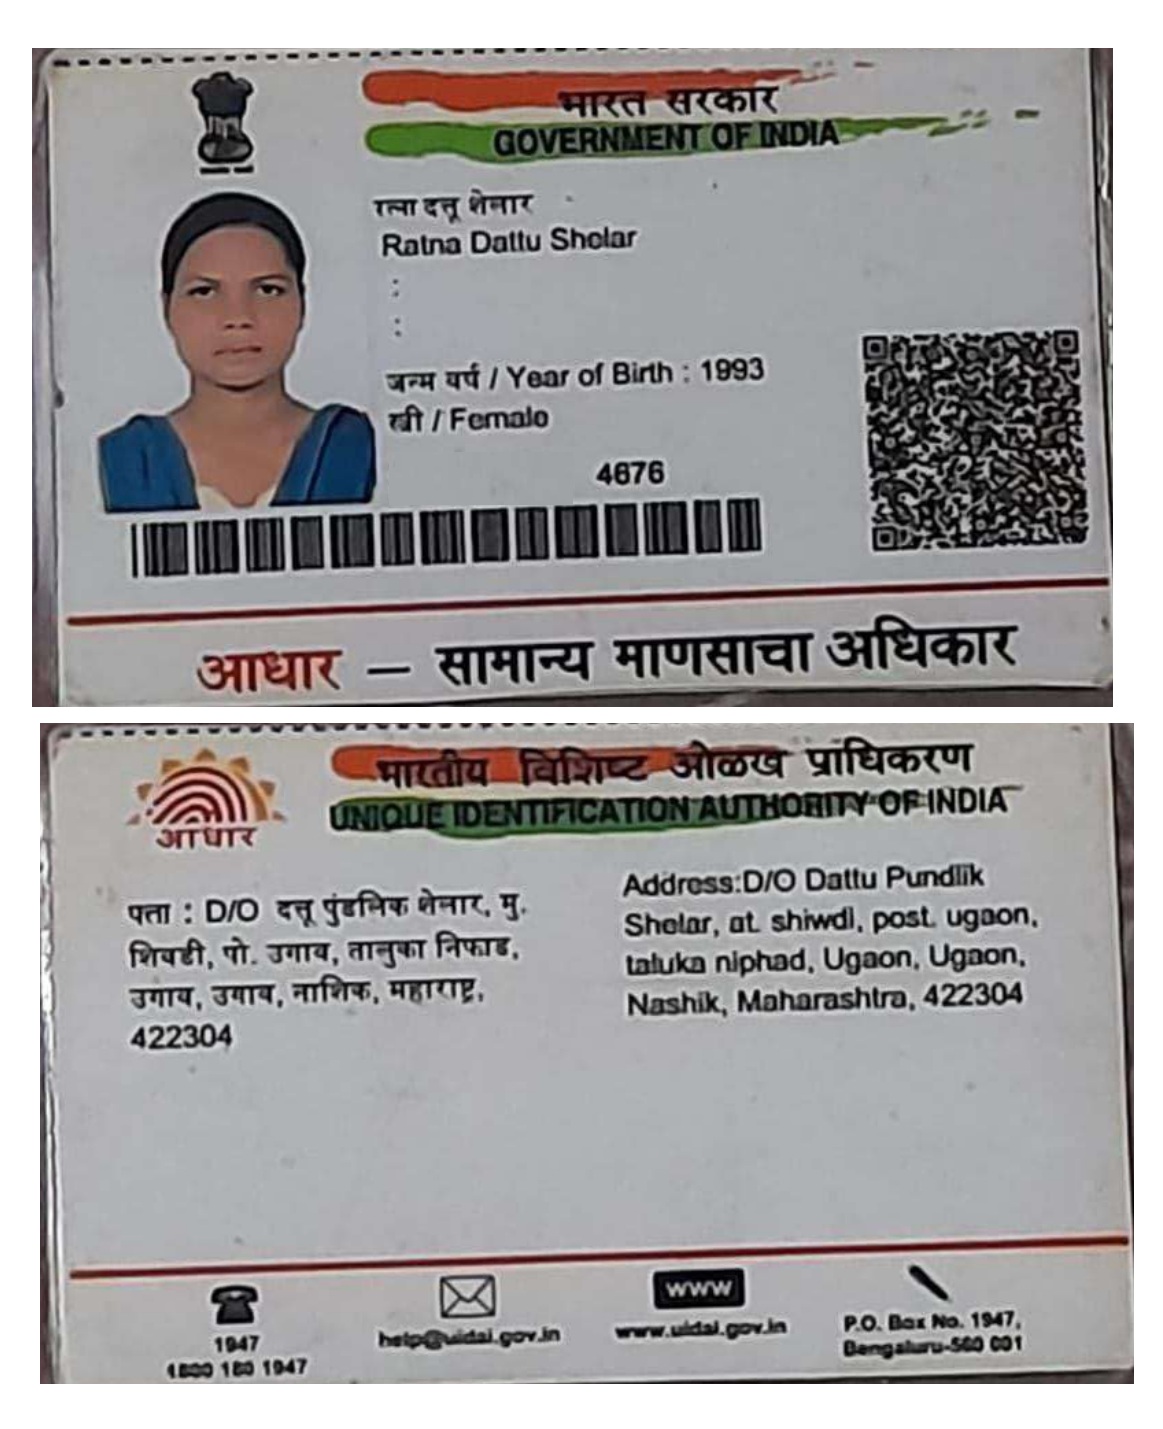 भारत सरकार
GOVERNMENT OF INDIA
रत्ना दत्तू शेलार
Ratna Dattu Shelar
:
:
जन्म वर्ष / Year of Birth : 1993
स्त्री / Female
4676
आधार – सामान्य माणसाचा अधिकार
भारतीय विशिष्ट ओळख प्राधिकरण
UNIQUE IDENTIFICATION AUTHORITY OF INDIA
आधार
पत्ता : D/O दत्तू पुंडलिक शेलार, मु.
शिवडी, पो. उगाव, तालुका निफाड,
उगाव, उगाव, नाशिक, महाराष्ट्र,
422304
Address:D/O Dattu Pundlik
Shelar, at. shiwdi, post. ugaon,
taluka niphad, Ugaon, Ugaon,
Nashik, Maharashtra, 422304
1947
1800 180 1947
help@uidai.gov.in
WWW
www.uidai.gov.in
P.O. Box No. 1947,
Bengaluru-560 001